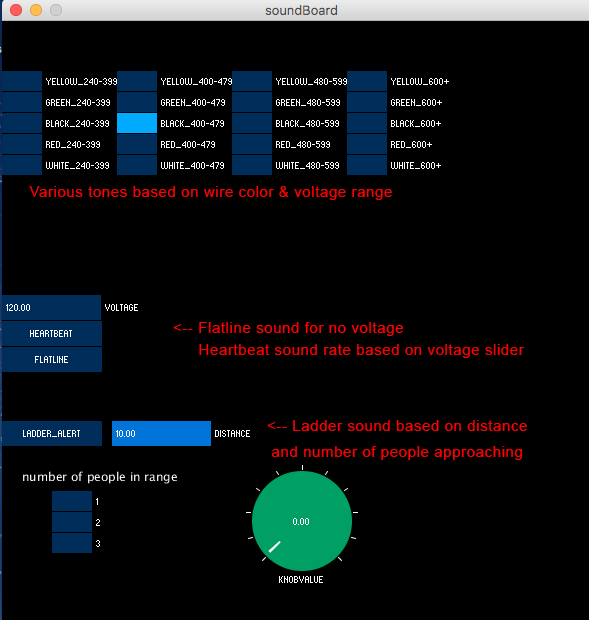 soundBoard
YELLOW_240-399 YELLOW_400-479 YELLOW_480-599 YELLOW_600+
GREEN_240-399 GREEN_400-479 GREEN_480-599 GREEN_600+
BLACK_240-399 BLACK_400-479 BLACK_480-599 BLACK_600+
RED_240-399 RED_400-479 RED_480-599 RED_600+
WHITE_240-399 WHITE_400-479 WHITE_480-599 WHITE_600+
Various tones based on wire color & voltage range
120.00 VOLTAGE
HEARTBEAT <-- Flatline sound for no voltage
Heartbeat sound rate based on voltage slider
FLATLINE
LADDER_ALERT 10.00 DISTANCE <-- Ladder sound based on distance
and number of people approaching
number of people in range
1
2
3
0.00
KNOBVALUE